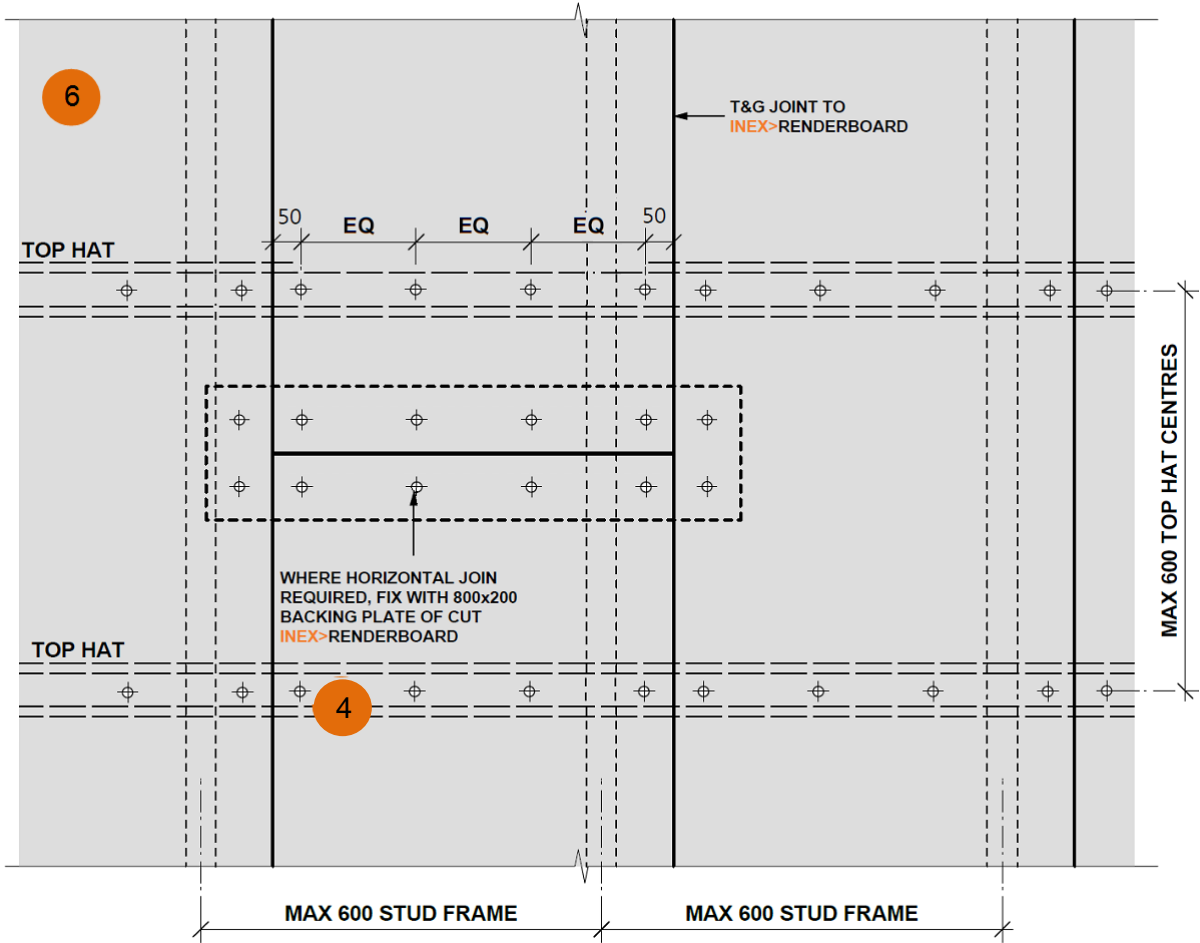 6
T&G JOINT TO
INEX>RENDERBOARD
50
EQ
EQ
EQ
50
TOP HAT
MAX 600 TOP HAT CENTRES
WHERE HORIZONTAL JOIN
REQUIRED, FIX WITH 800x200
BACKING PLATE OF CUT
INEX>RENDERBOARD
TOP HAT
4
MAX 600 STUD FRAME
MAX 600 STUD FRAME